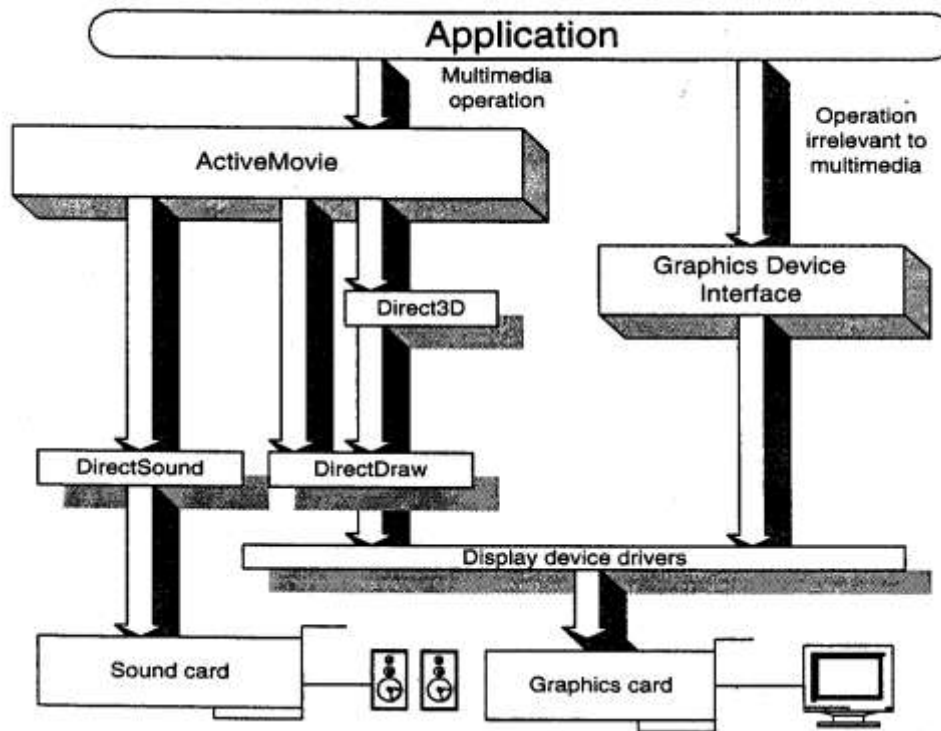 Application
Multimedia
operation
Operation
irrelevant to
multimedia
ActiveMovie
Graphics Device
Interface
Direct3D
DirectSound
DirectDraw
Display device drivers
Sound card
Graphics card